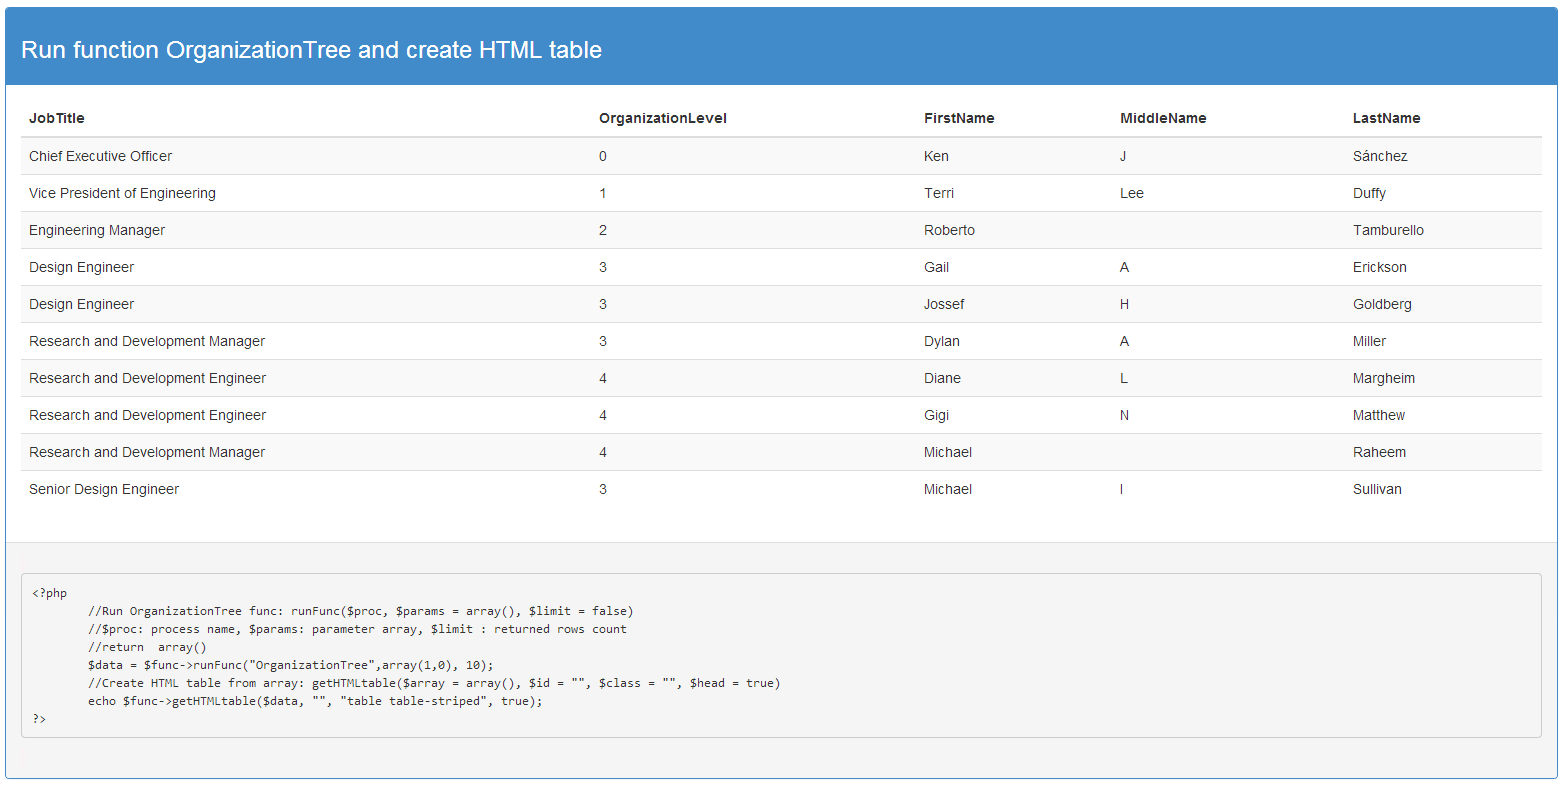 Run function OrganizationTree and create HTML table
JobTitle OrganizationLevel FirstName MiddleName LastName
Chief Executive Officer 0 Ken J Sánchez
Vice President of Engineering 1 Terri Lee Duffy
Engineering Manager 2 Roberto Tamburello
Design Engineer 3 Gail A Erickson
Design Engineer 3 Jossef H Goldberg
Research and Development Manager 3 Dylan A Miller
Research and Development Engineer 4 Diane L Margheim
Research and Development Engineer 4 Gigi N Matthew
Research and Development Manager 4 Michael Raheem
Senior Design Engineer 3 Michael I Sullivan
<?php
//Run OrganizationTree func: runFunc($proc, $params = array(), $limit = false)
//$proc: process name, $params: parameter array, $limit : returned rows count
//return  array()
$data = $func->runFunc("OrganizationTree",array(1,0), 10);
//Create HTML table from array: getHTMLtable($array = array(), $id = "", $class = "", $head = true)
echo $func->getHTMLtable($data, "", "table table-striped", true);
?>